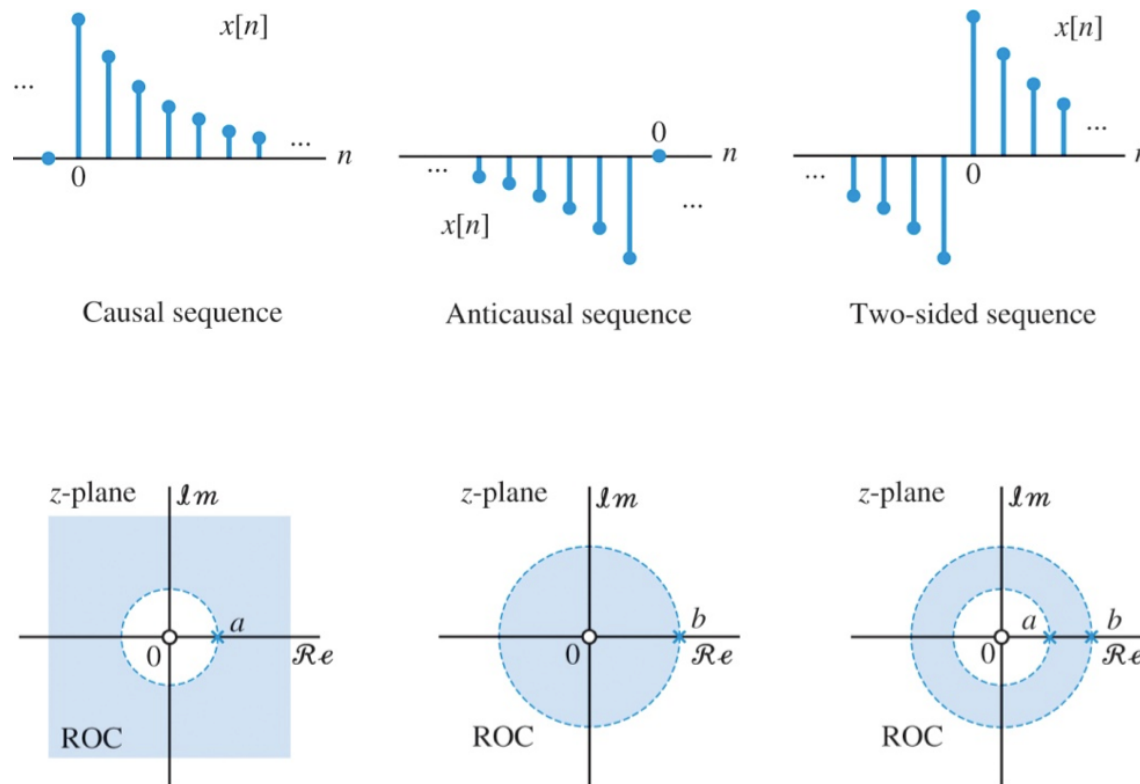 x[n]
...
...
n
0
Causal sequence
0
n
...
...
x[n]
Anticausal sequence
x[n]
...
...
n
0
Two-sided sequence
z-plane
Im
a
0
Re
ROC
z-plane
Im
b
0
Re
ROC
z-plane
Im
a
b
0
Re
ROC